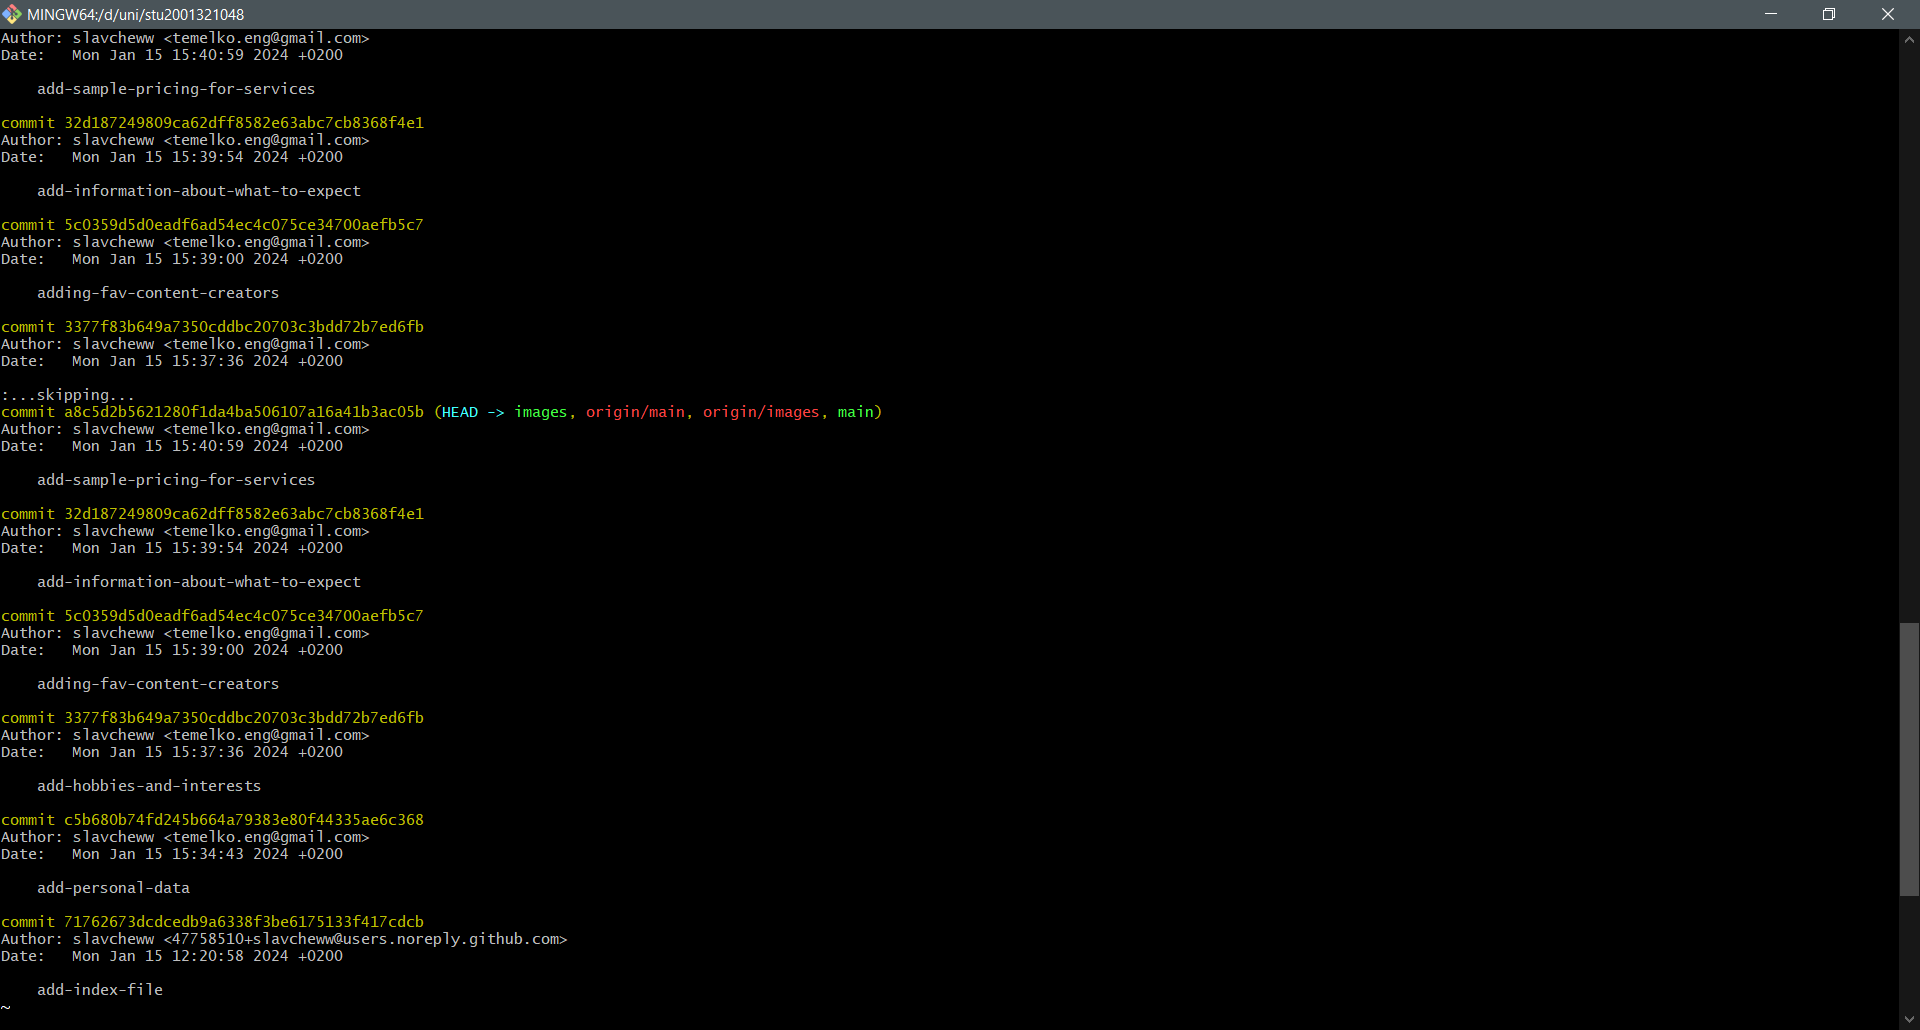 MINGW64:/d/uni/stu2001321048
Author: slavcheww <temelko.eng@gmail.com>
Date:   Mon Jan 15 15:40:59 2024 +0200
add-sample-pricing-for-services
commit 32d187249809ca62dff8582e63abc7cb8368f4e1
Author: slavcheww <temelko.eng@gmail.com>
Date:   Mon Jan 15 15:39:54 2024 +0200
add-information-about-what-to-expect
commit 5c0359d5d0eadf6ad54ec4c075ce34700aefb5c7
Author: slavcheww <temelko.eng@gmail.com>
Date:   Mon Jan 15 15:39:00 2024 +0200
adding-fav-content-creators
commit 3377f83b649a7350cddbc20703c3bdd72b7ed6fb
Author: slavcheww <temelko.eng@gmail.com>
Date:   Mon Jan 15 15:37:36 2024 +0200
:...skipping...
commit a8c5d2b5621280f1da4ba506107a16a41b3ac05b (HEAD -> images, origin/main, origin/images, main)
Author: slavcheww <temelko.eng@gmail.com>
Date:   Mon Jan 15 15:40:59 2024 +0200
add-sample-pricing-for-services
commit 32d187249809ca62dff8582e63abc7cb8368f4e1
Author: slavcheww <temelko.eng@gmail.com>
Date:   Mon Jan 15 15:39:54 2024 +0200
add-information-about-what-to-expect
commit 5c0359d5d0eadf6ad54ec4c075ce34700aefb5c7
Author: slavcheww <temelko.eng@gmail.com>
Date:   Mon Jan 15 15:39:00 2024 +0200
adding-fav-content-creators
commit 3377f83b649a7350cddbc20703c3bdd72b7ed6fb
Author: slavcheww <temelko.eng@gmail.com>
Date:   Mon Jan 15 15:37:36 2024 +0200
add-hobbies-and-interests
commit c5b680b74fd245b664a79383e80f44335ae6c368
Author: slavcheww <temelko.eng@gmail.com>
Date:   Mon Jan 15 15:34:43 2024 +0200
add-personal-data
commit 71762673dcdcedb9a6338f3be6175133f417cdcb
Author: slavcheww <47758510+slavcheww@users.noreply.github.com>
Date:   Mon Jan 15 12:20:58 2024 +0200
add-index-file
~